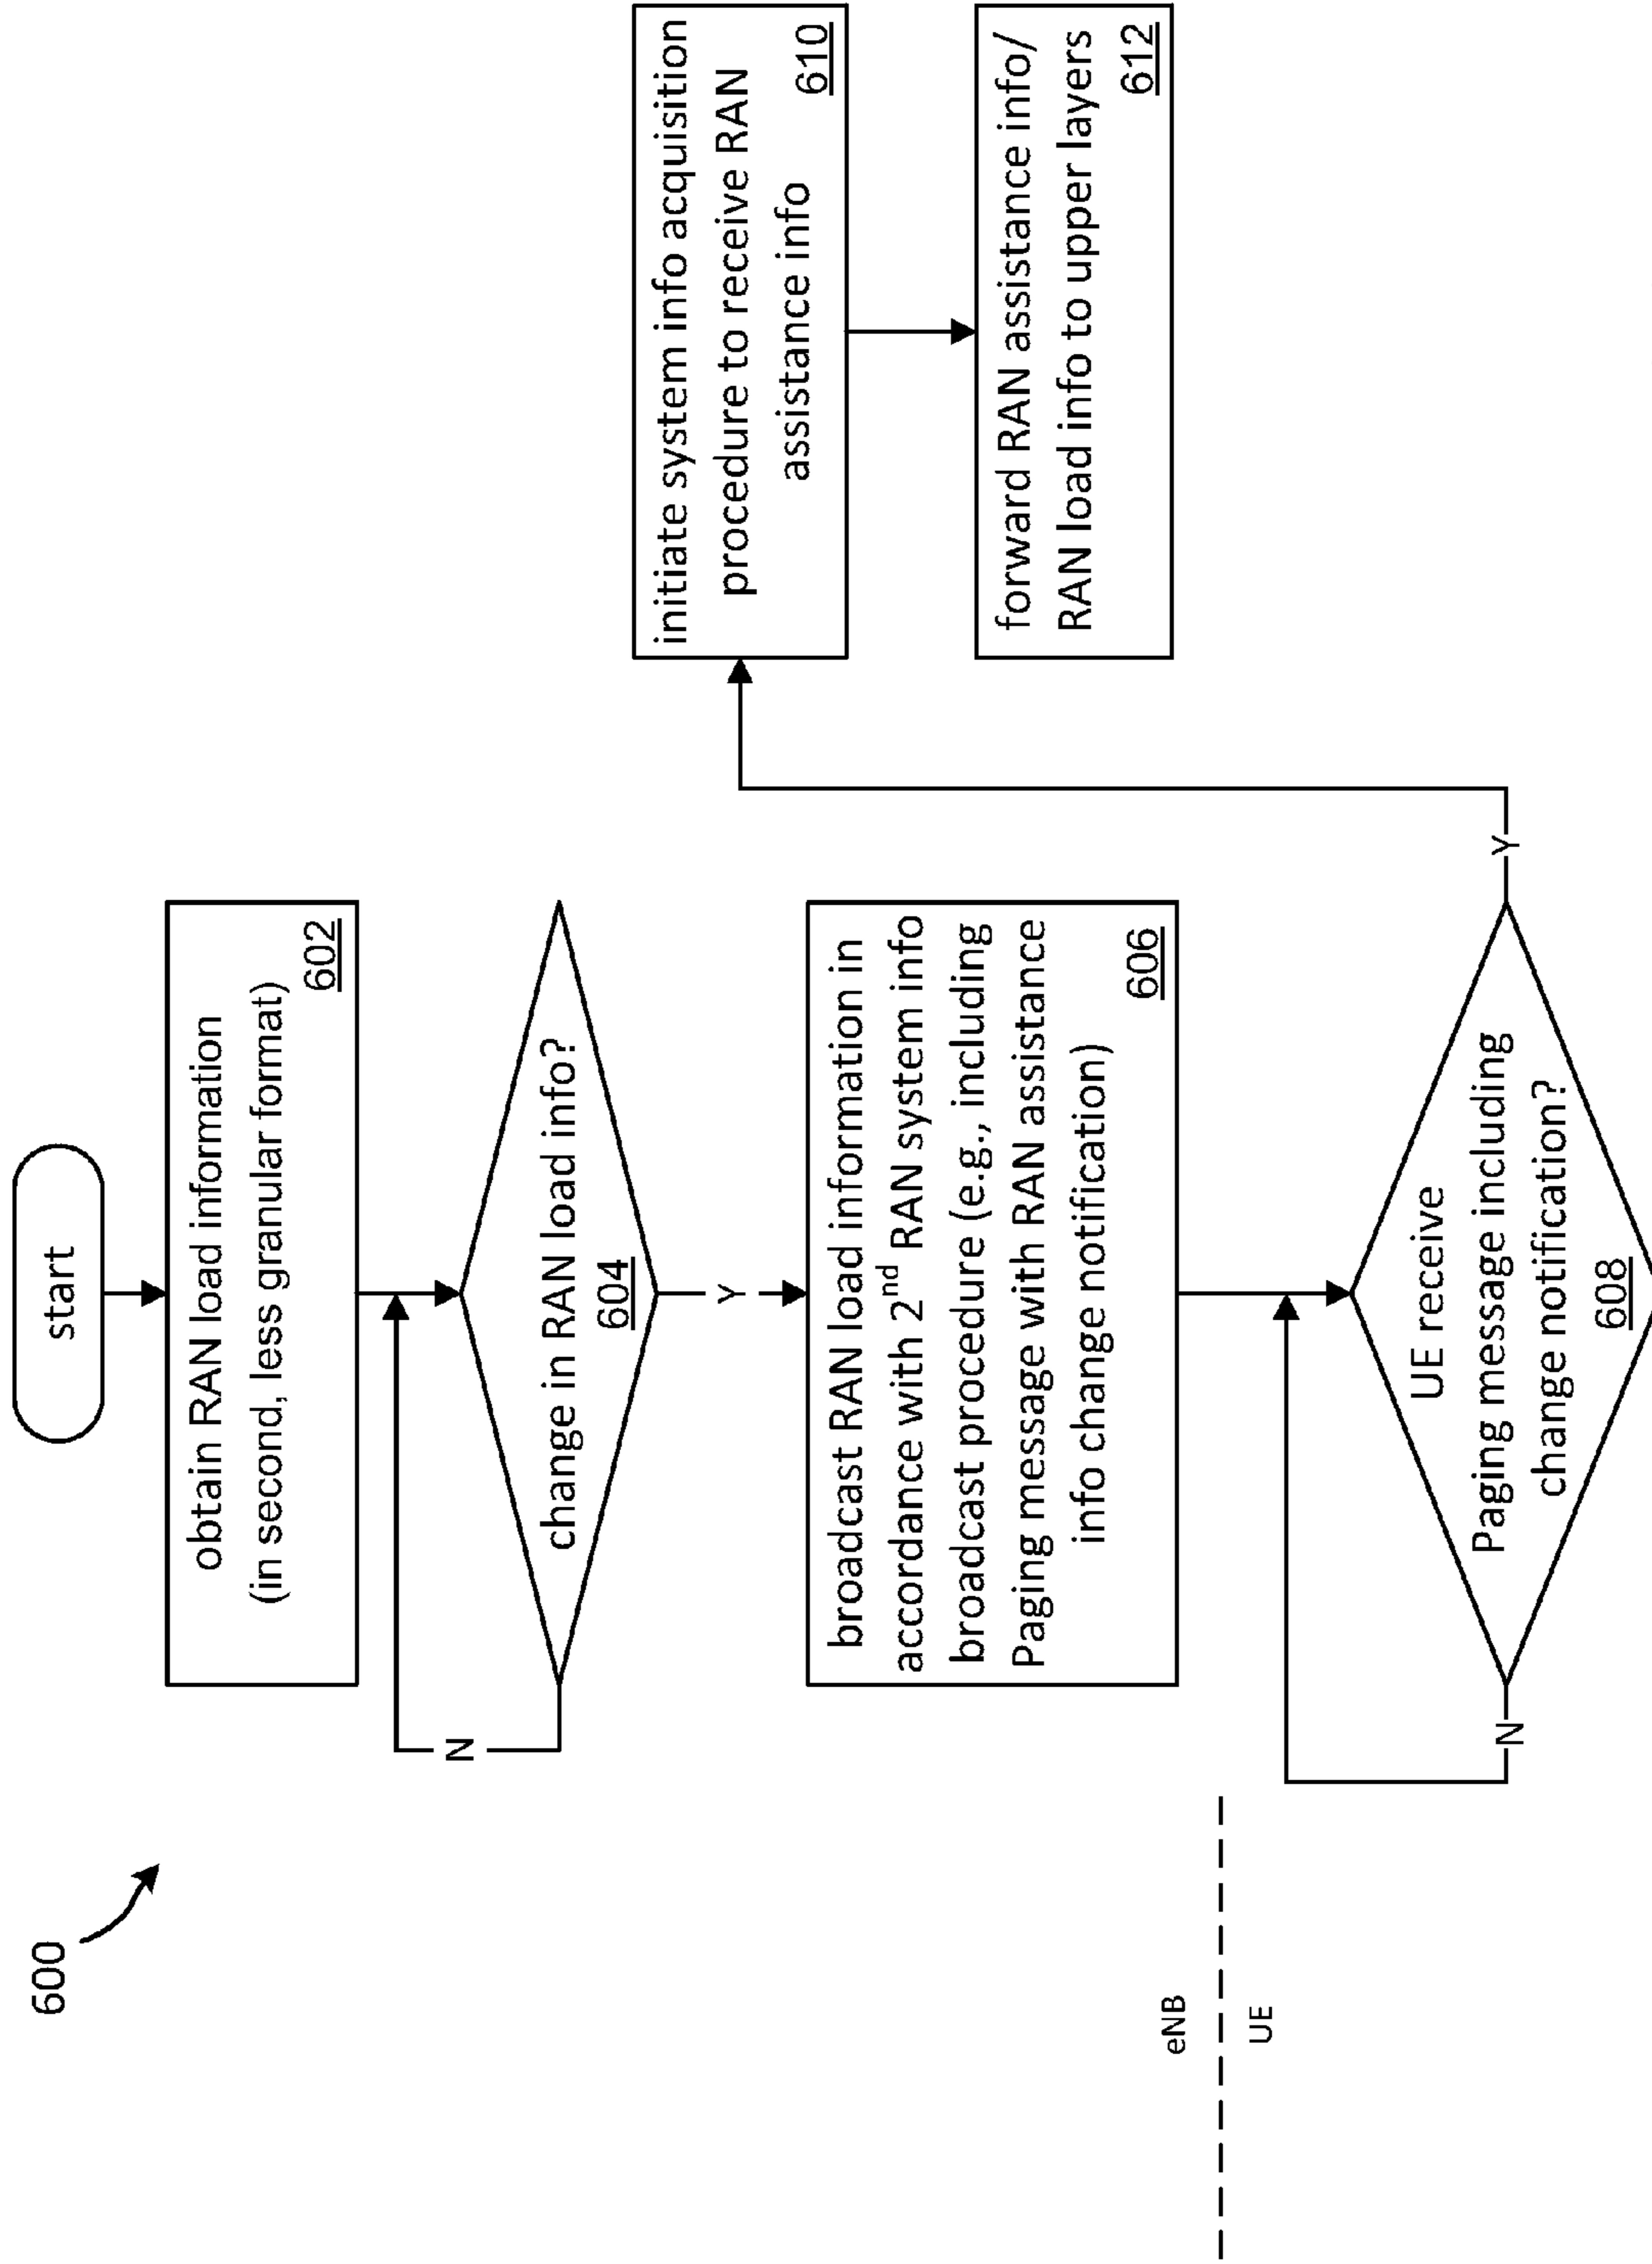 600
start
obtain RAN load information
(in second, less granular format)
602
change in RAN load info?
604
N
Y
broadcast RAN load information in
accordance with 2nd RAN system info
broadcast procedure (e.g., including
Paging message with RAN assistance
info change notification)
606
eNB
UE
UE receive
Paging message including
change notification?
608
N
Y
initiate system info acquisition
procedure to receive RAN
assistance info
610
forward RAN assistance info/
RAN load info to upper layers
612